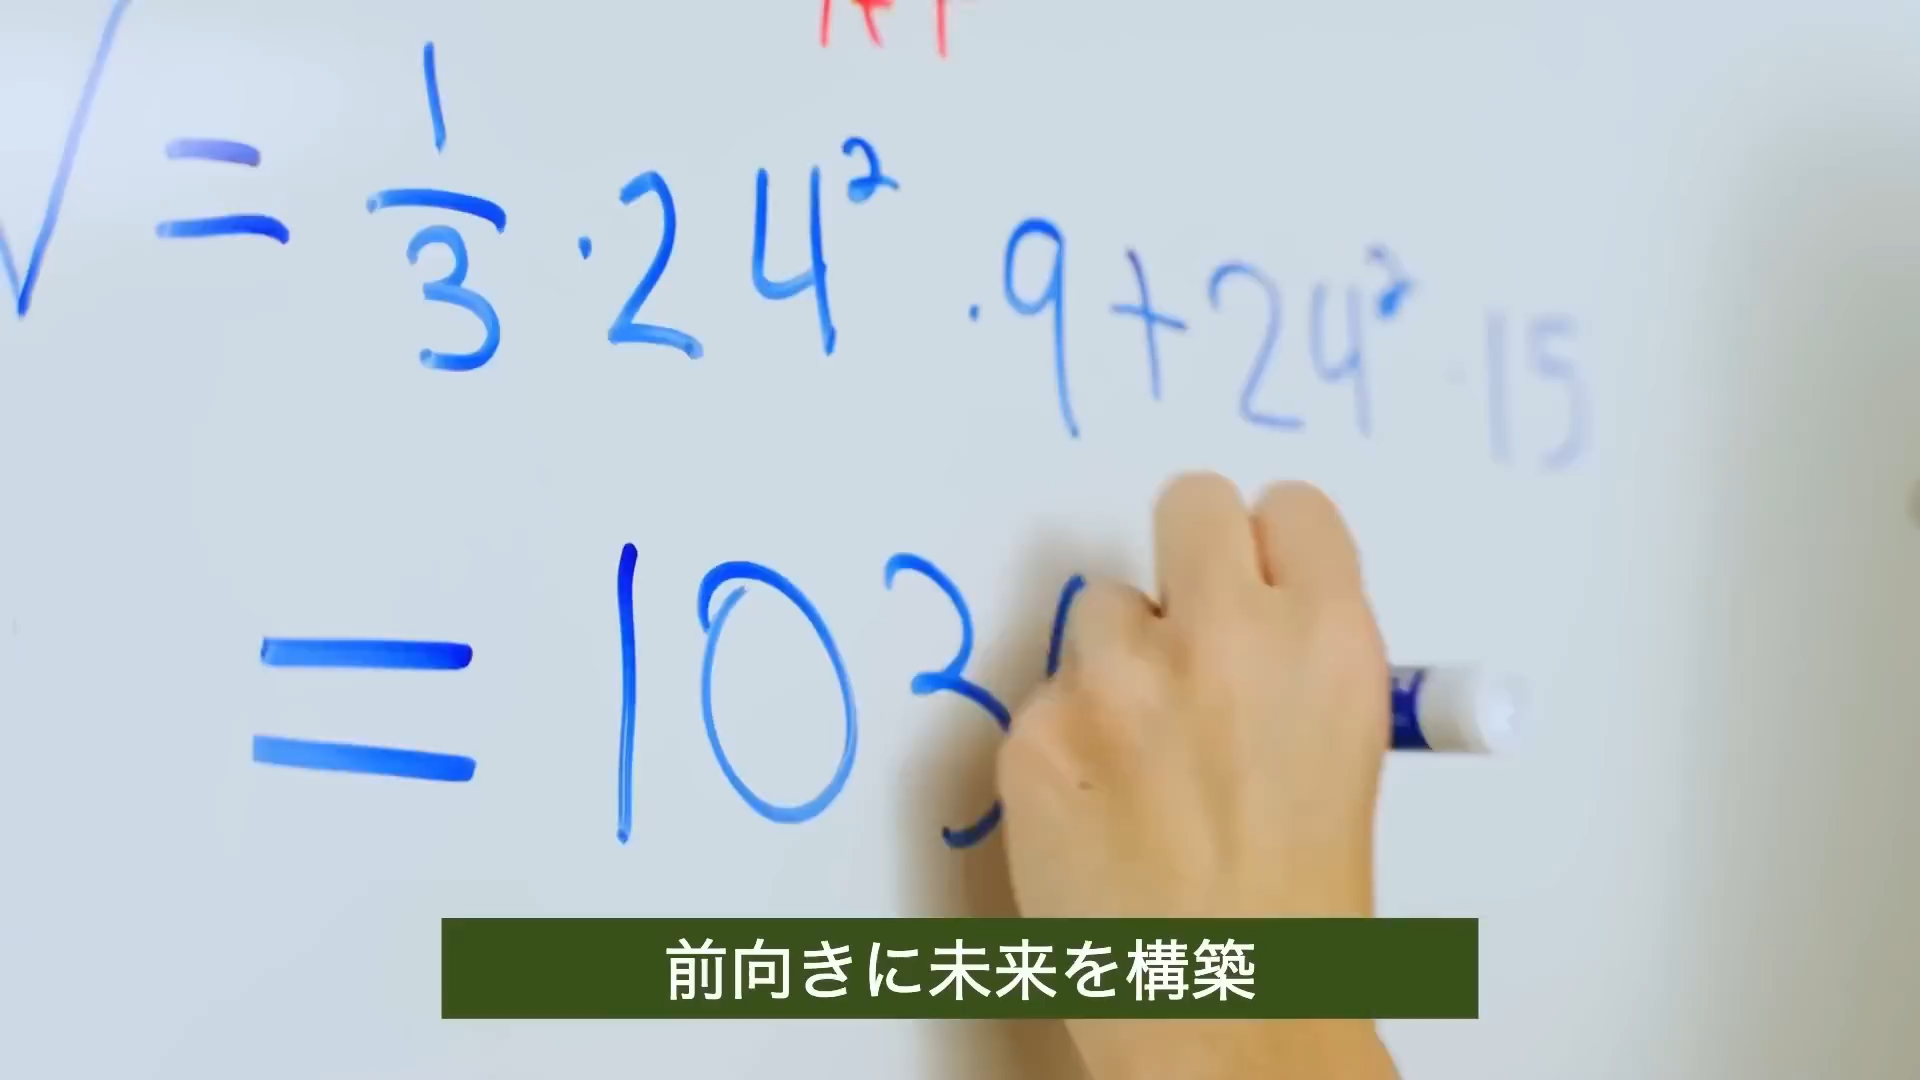 V = 1/3 · 24² · 9 + 24² · 15
= 103
前向きに未来を構築